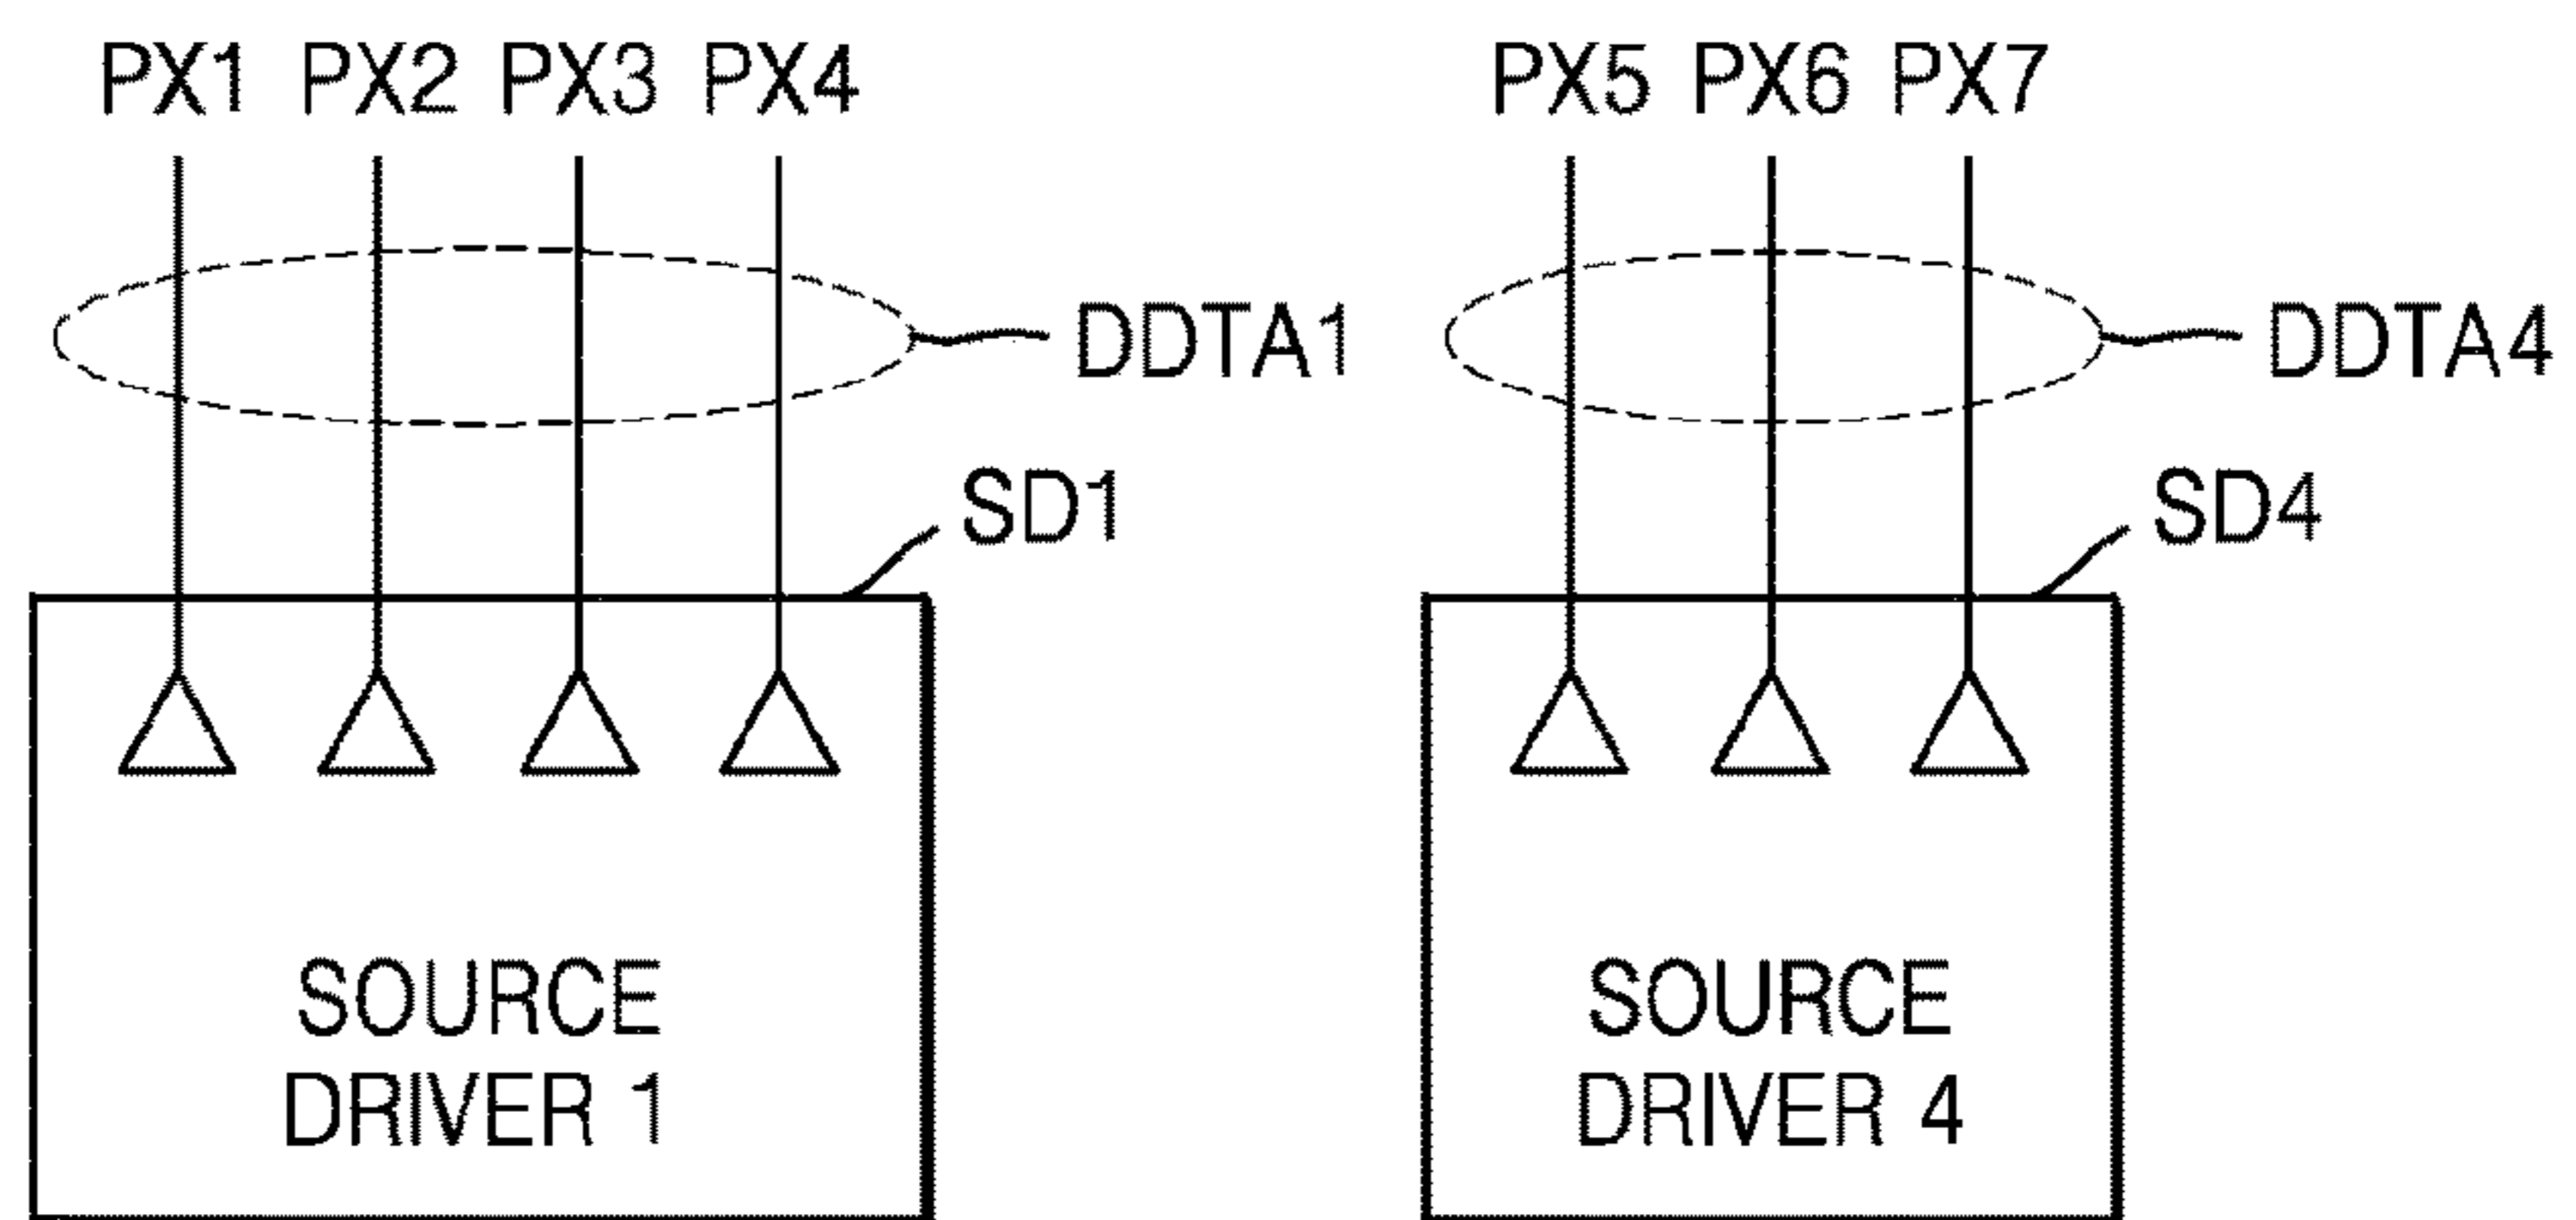 PX1 PX2 PX3 PX4 PX5 PX6 PX7
DDTA1 DDTA4
SD1 SD4
SOURCE
DRIVER 1
SOURCE
DRIVER 4